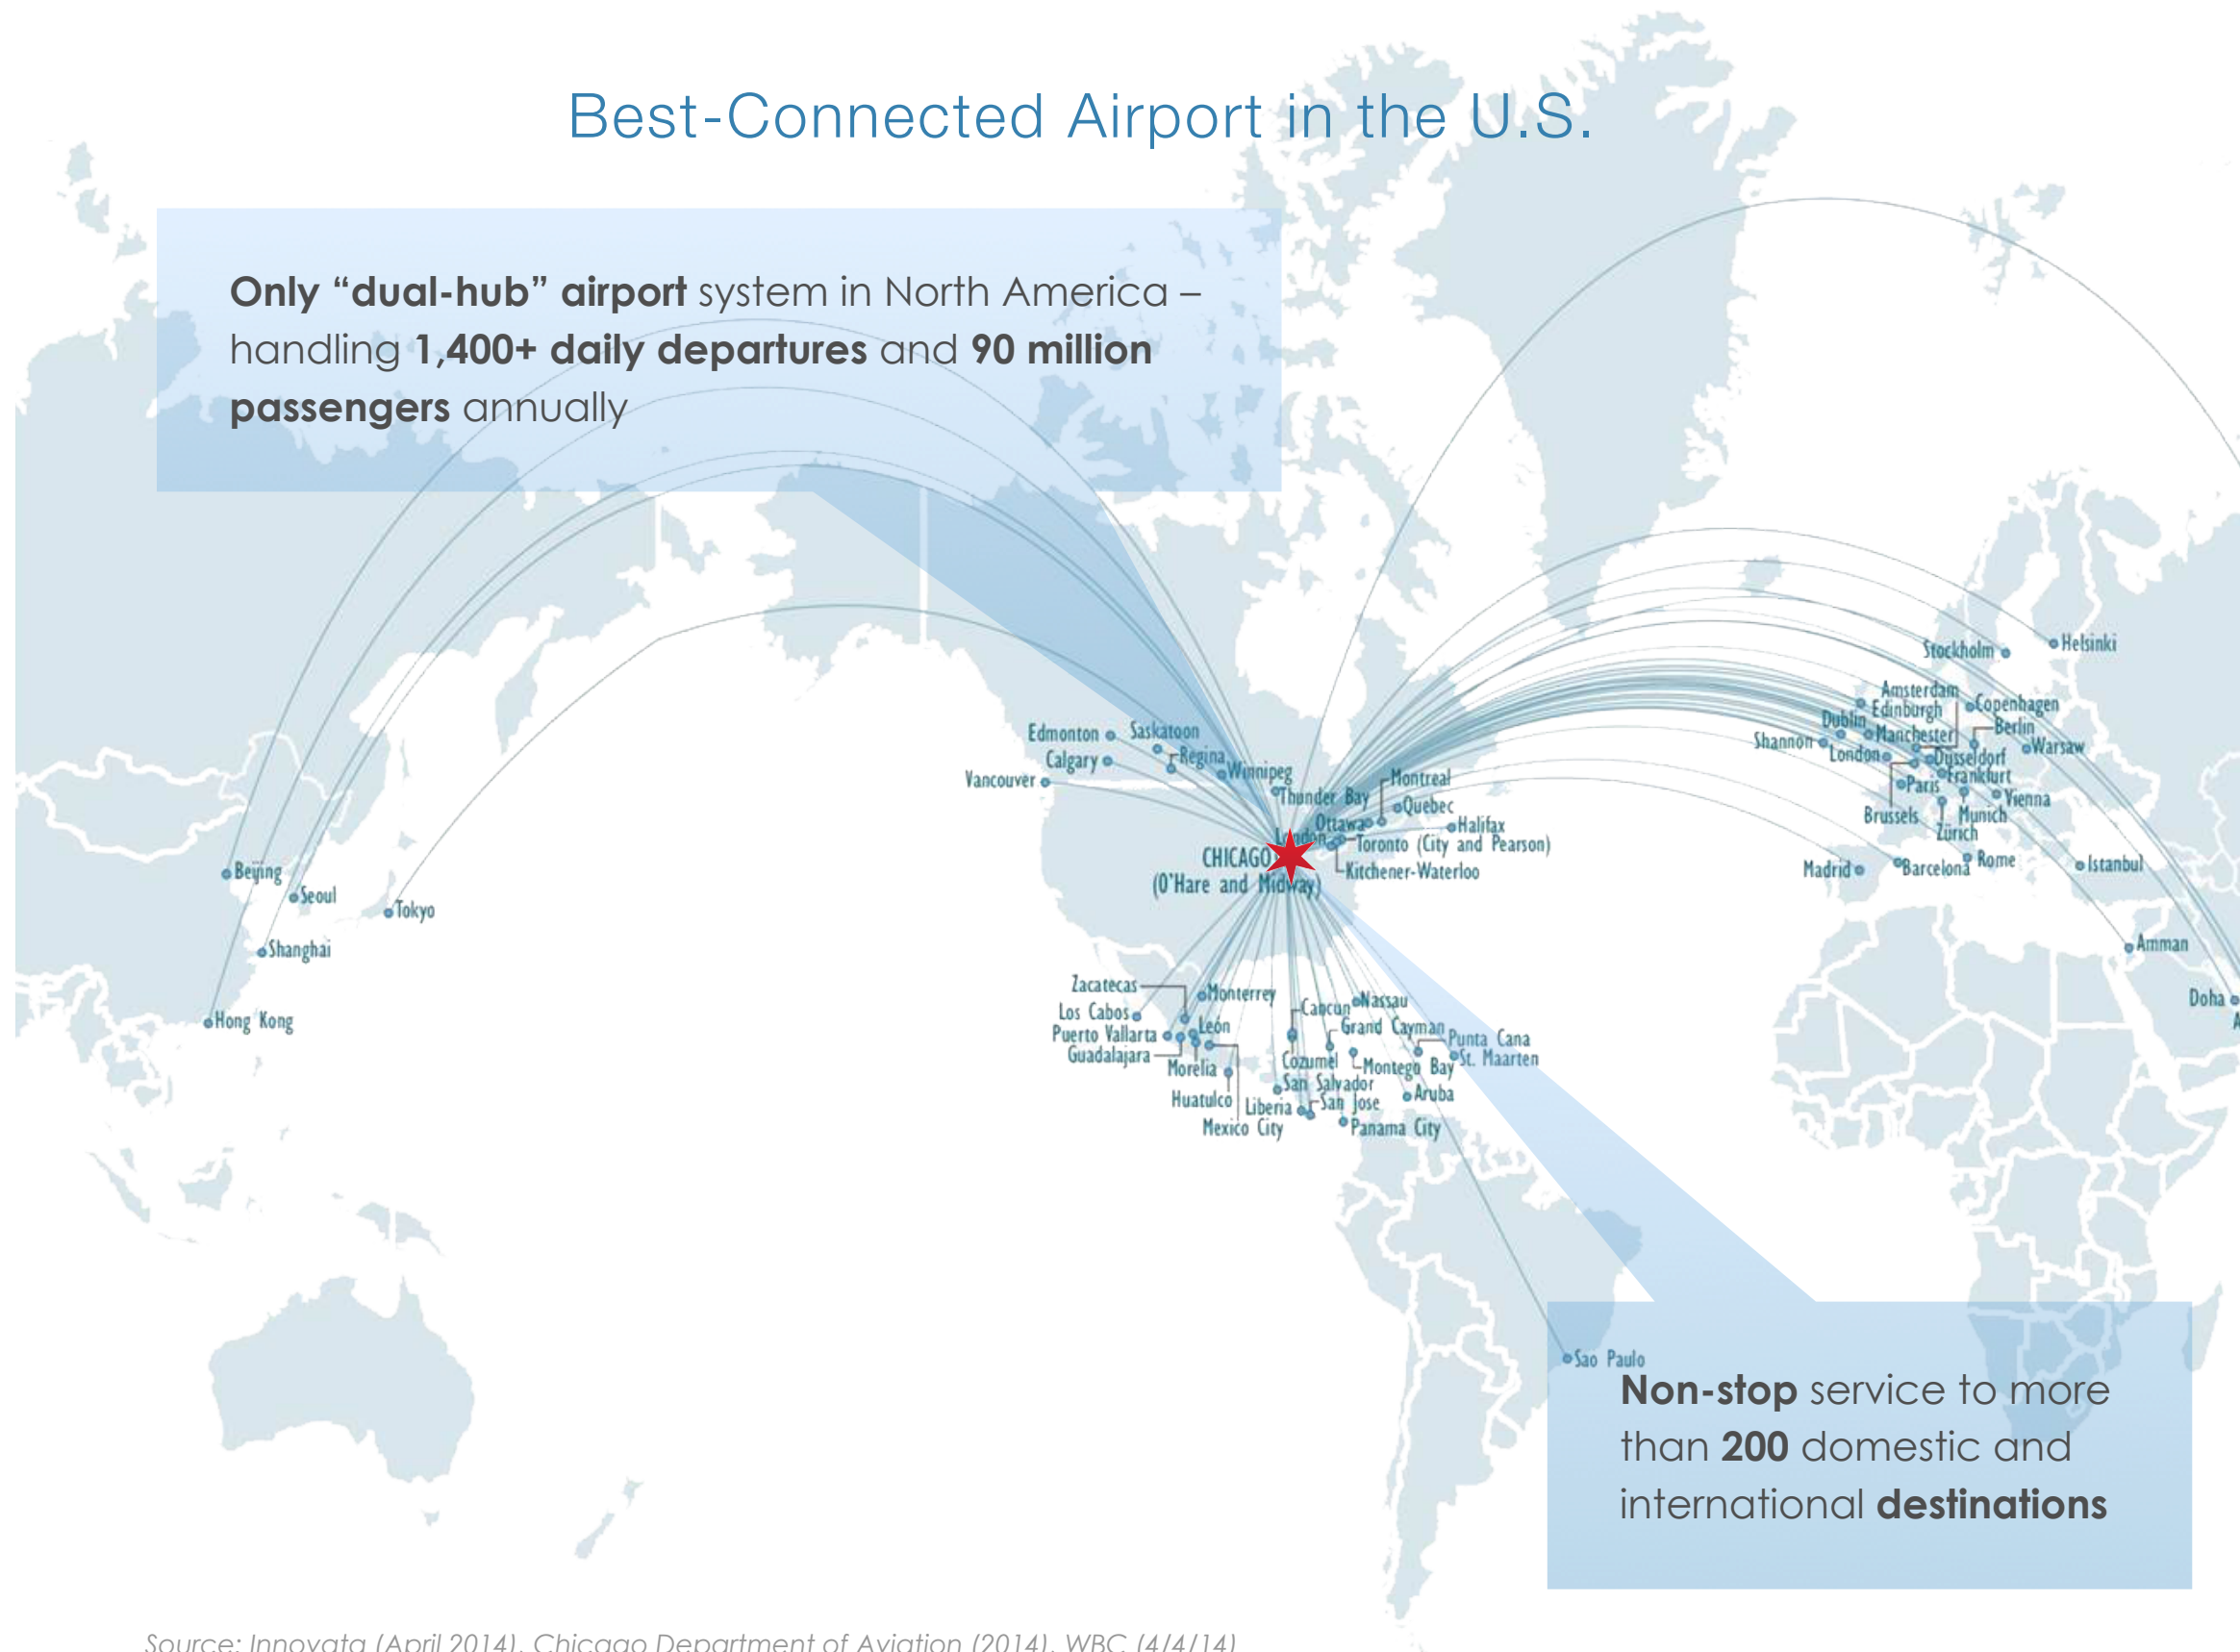 Best-Connected Airport in the U.S.
Only “dual-hub” airport system in North America –
handling 1,400+ daily departures and 90 million
passengers annually
Stockholm
Helsinki
Amsterdam
Edinburgh
Copenhagen
Dublin
Berlin
Manchester
Shannon
London
Warsaw
Dusseldorf
Frankfurt
Paris
Vienna
Brussels
Munich
Zürich
Madrid
Barcelona
Rome
Istanbul
Amman
Doha
Edmonton
Saskatoon
Calgary
Regina
Winnipeg
Vancouver
Thunder Bay
Montreal
Quebec
Ottawa
Halifax
London
Toronto (City and Pearson)
Kitchener-Waterloo
CHICAGO
(O'Hare and Midway)
Beijing
Seoul
Tokyo
Shanghai
Hong Kong
Zacatecas
Monterrey
Los Cabos
León
Puerto Vallarta
Guadalajara
Morelia
Huatulco
Mexico City
Cancun
Nassau
Grand Cayman
Punta Cana
Cozumel
Montego Bay
St. Maarten
San Salvador
Aruba
Liberia
San Jose
Panama City
Sao Paulo
Non-stop service to more
than 200 domestic and
international destinations
Source: Innovata (April 2014), Chicago Department of Aviation (2014), WBC (4/4/14)